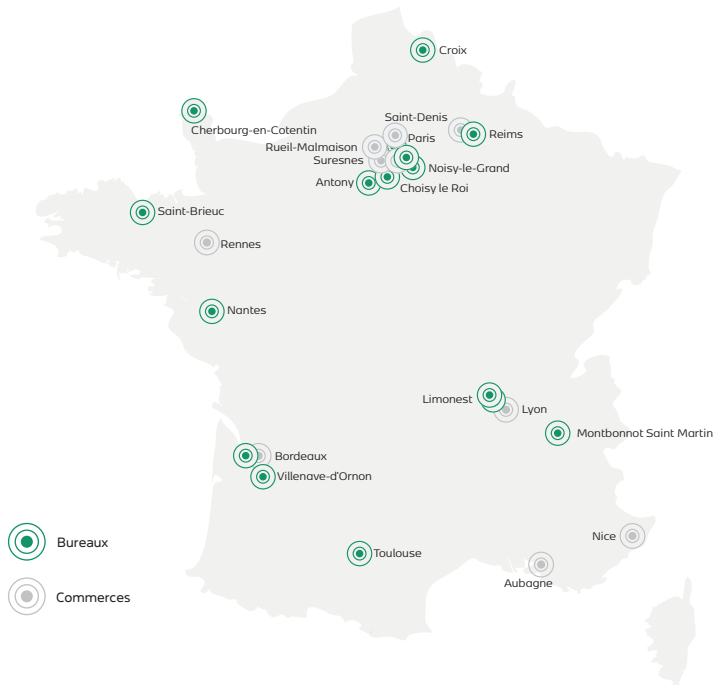 Croix
Cherbourg-en-Cotentin
Saint-Denis
Reims
Paris
Rueil-Malmaison
Suresnes
Noisy-le-Grand
Antony
Choisy le Roi
Saint-Brieuc
Rennes
Nantes
Limonest
Lyon
Montbonnot Saint Martin
Bordeaux
Villenave-d'Ornon
Nice
Bureaux
Toulouse
Aubagne
Commerces